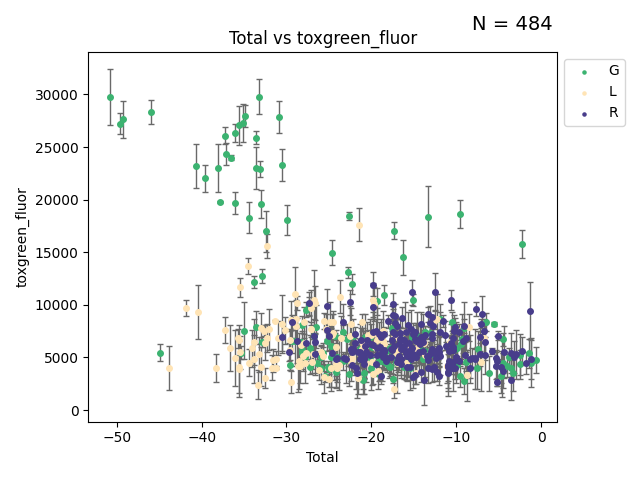 N = 484
Total vs toxgreen_fluor
G
L
R
30000
25000
20000
15000
10000
5000
0
toxgreen_fluor
−50
−40
−30
−20
−10
0
Total